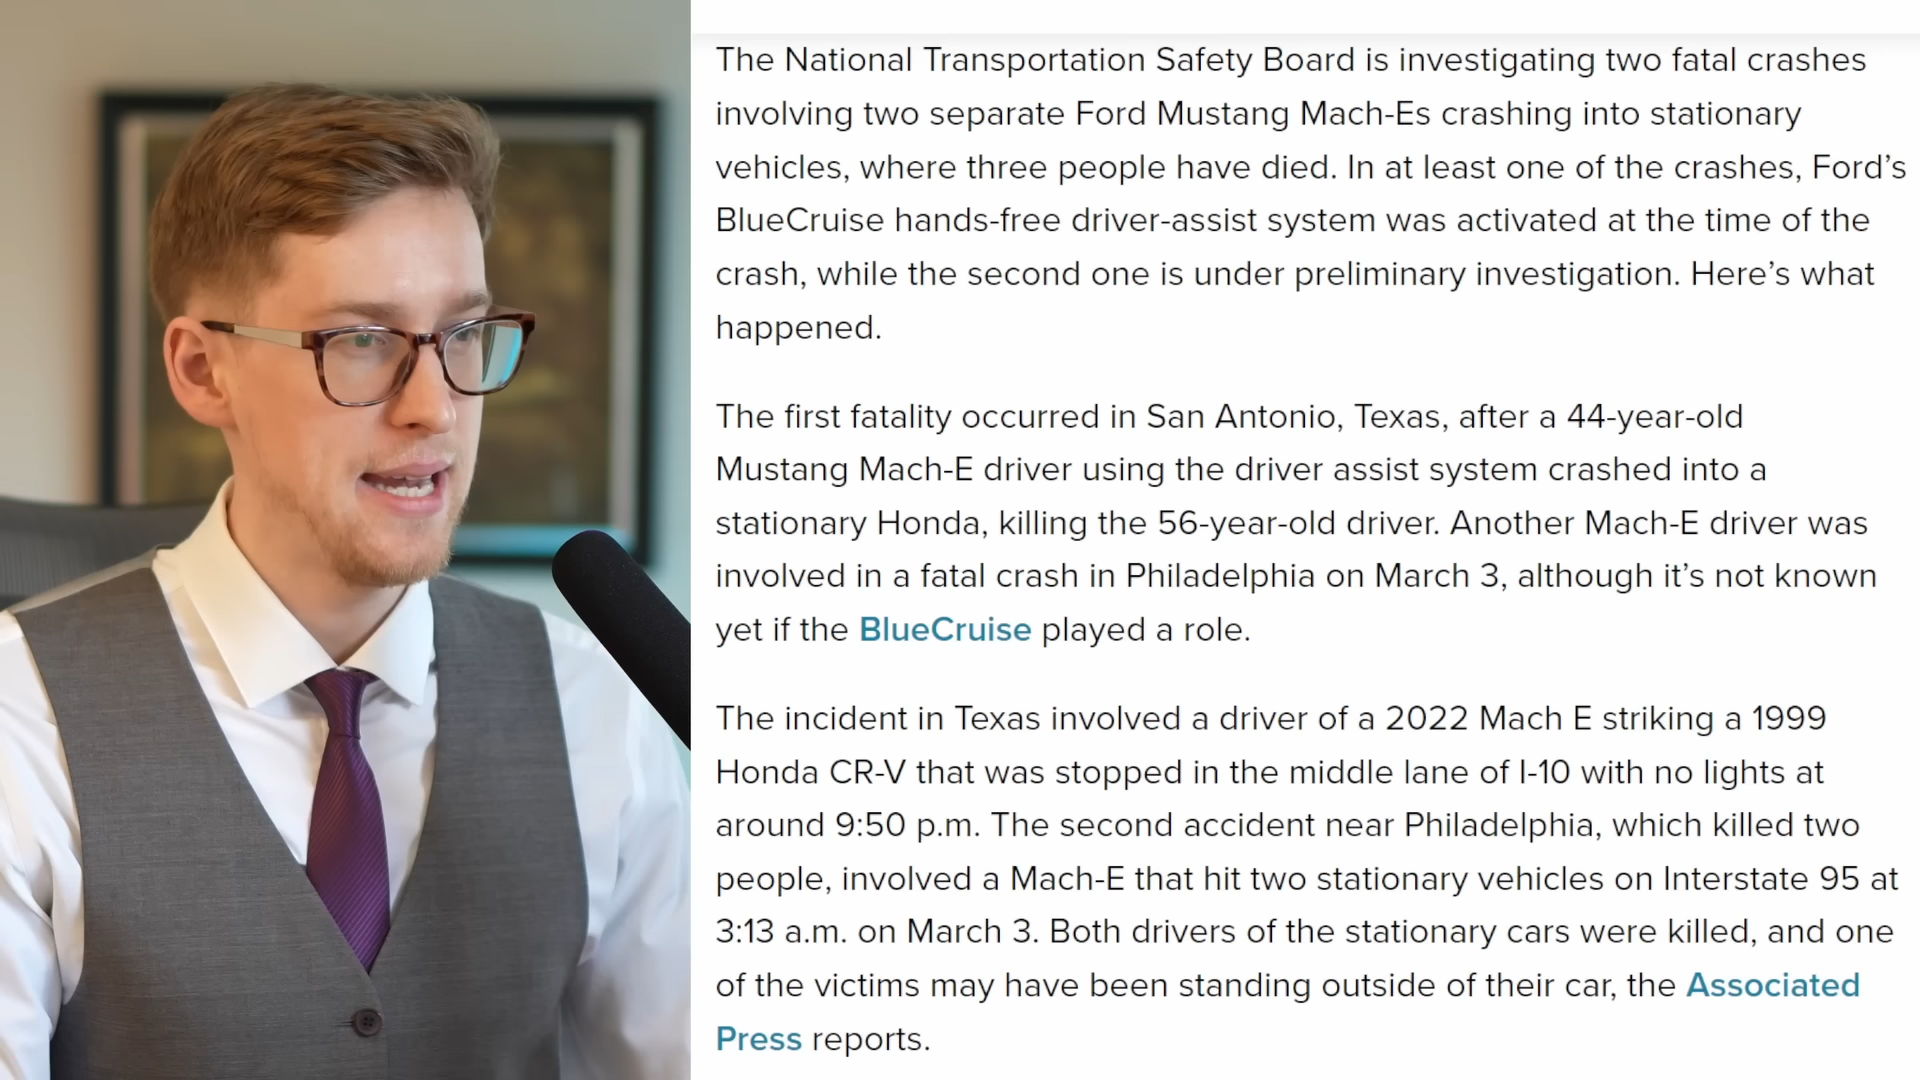 The National Transportation Safety Board is investigating two fatal crashes
involving two separate Ford Mustang Mach-Es crashing into stationary
vehicles, where three people have died. In at least one of the crashes, Ford’s
BlueCruise hands-free driver-assist system was activated at the time of the
crash, while the second one is under preliminary investigation. Here’s what
happened.
The first fatality occurred in San Antonio, Texas, after a 44-year-old
Mustang Mach-E driver using the driver assist system crashed into a
stationary Honda, killing the 56-year-old driver. Another Mach-E driver was
involved in a fatal crash in Philadelphia on March 3, although it’s not known
yet if the BlueCruise played a role.
The incident in Texas involved a driver of a 2022 Mach E striking a 1999
Honda CR-V that was stopped in the middle lane of I-10 with no lights at
around 9:50 p.m. The second accident near Philadelphia, which killed two
people, involved a Mach-E that hit two stationary vehicles on Interstate 95 at
3:13 a.m. on March 3. Both drivers of the stationary cars were killed, and one
of the victims may have been standing outside of their car, the Associated
Press reports.